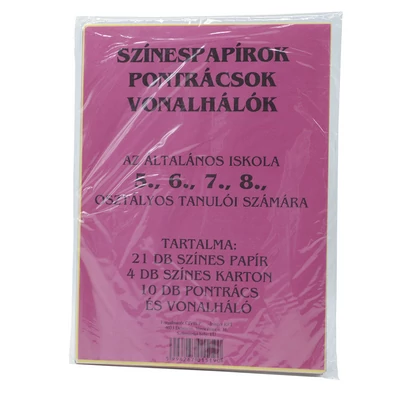 SZÍNESPAPÍROK
PONTRÁCSOK
VONALHÁLÓK
AZ ÁLTALÁNOS ISKOLA
5., 6., 7., 8.,
OSZTÁLYOS TANULÓI SZÁMÁRA
TARTALMA:
21 DB SZÍNES PAPÍR
4 DB SZÍNES KARTON
10 DB PONTRÁCS
ÉS VONALHÁLÓ